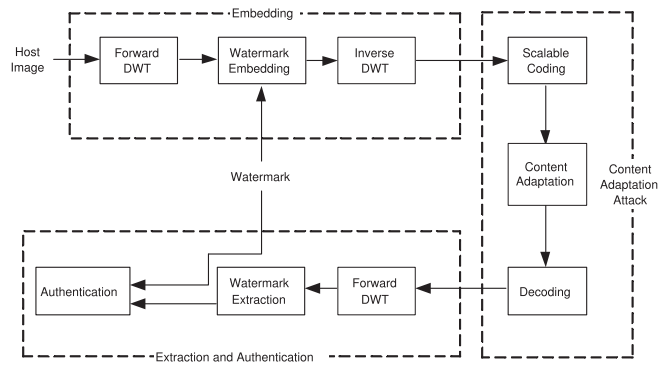 Embedding
Host
Image
Forward
DWT
Watermark
Embedding
Inverse
DWT
Scalable
Coding
Watermark
Content
Adaptation
Content
Adaptation
Attack
Authentication
Watermark
Extraction
Forward
DWT
Decoding
Extraction and Authentication